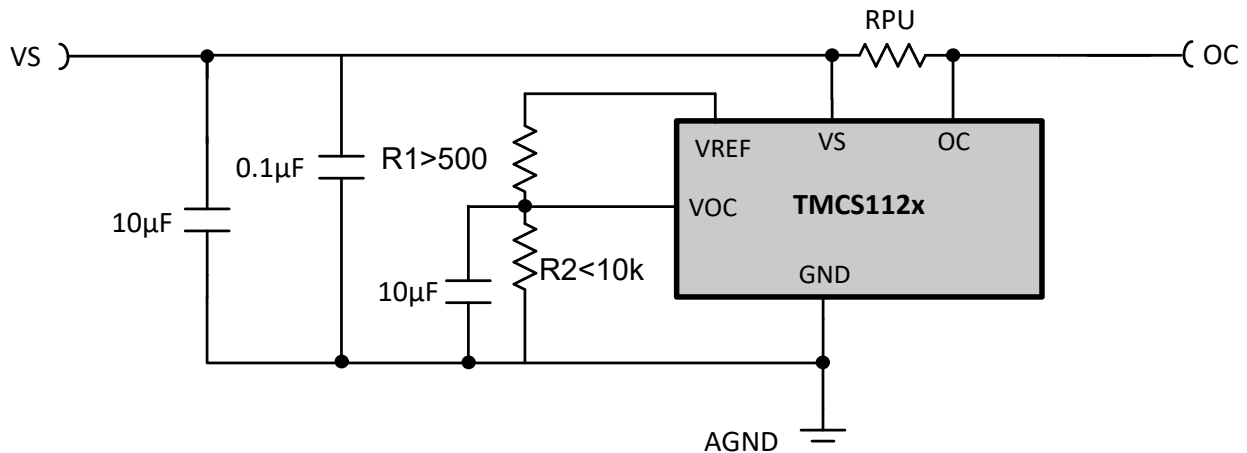 RPU
VS
OC
VREF
VS
OC
0.1µF
R1>500
10µF
VOC
TMCS112x
R2<10k
GND
10µF
AGND